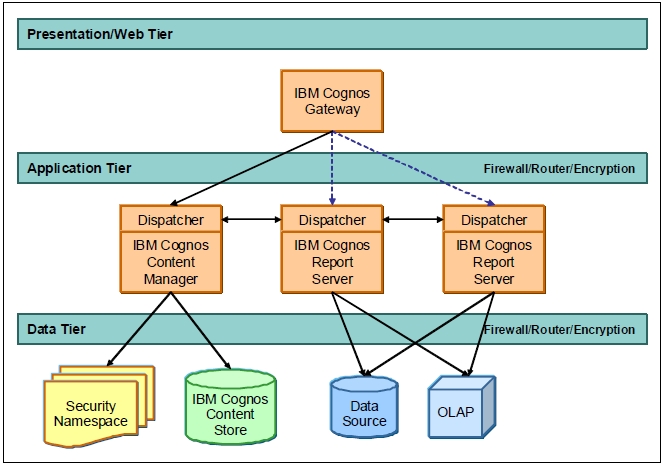 Presentation/Web Tier
IBM Cognos
Gateway
Application Tier
Firewall/Router/Encryption
Dispatcher
IBM Cognos
Content
Manager
Dispatcher
IBM Cognos
Report
Server
Dispatcher
IBM Cognos
Report
Server
Data Tier
Firewall/Router/Encryption
Security
Namespace
IBM Cognos
Content
Store
Data
Source
OLAP